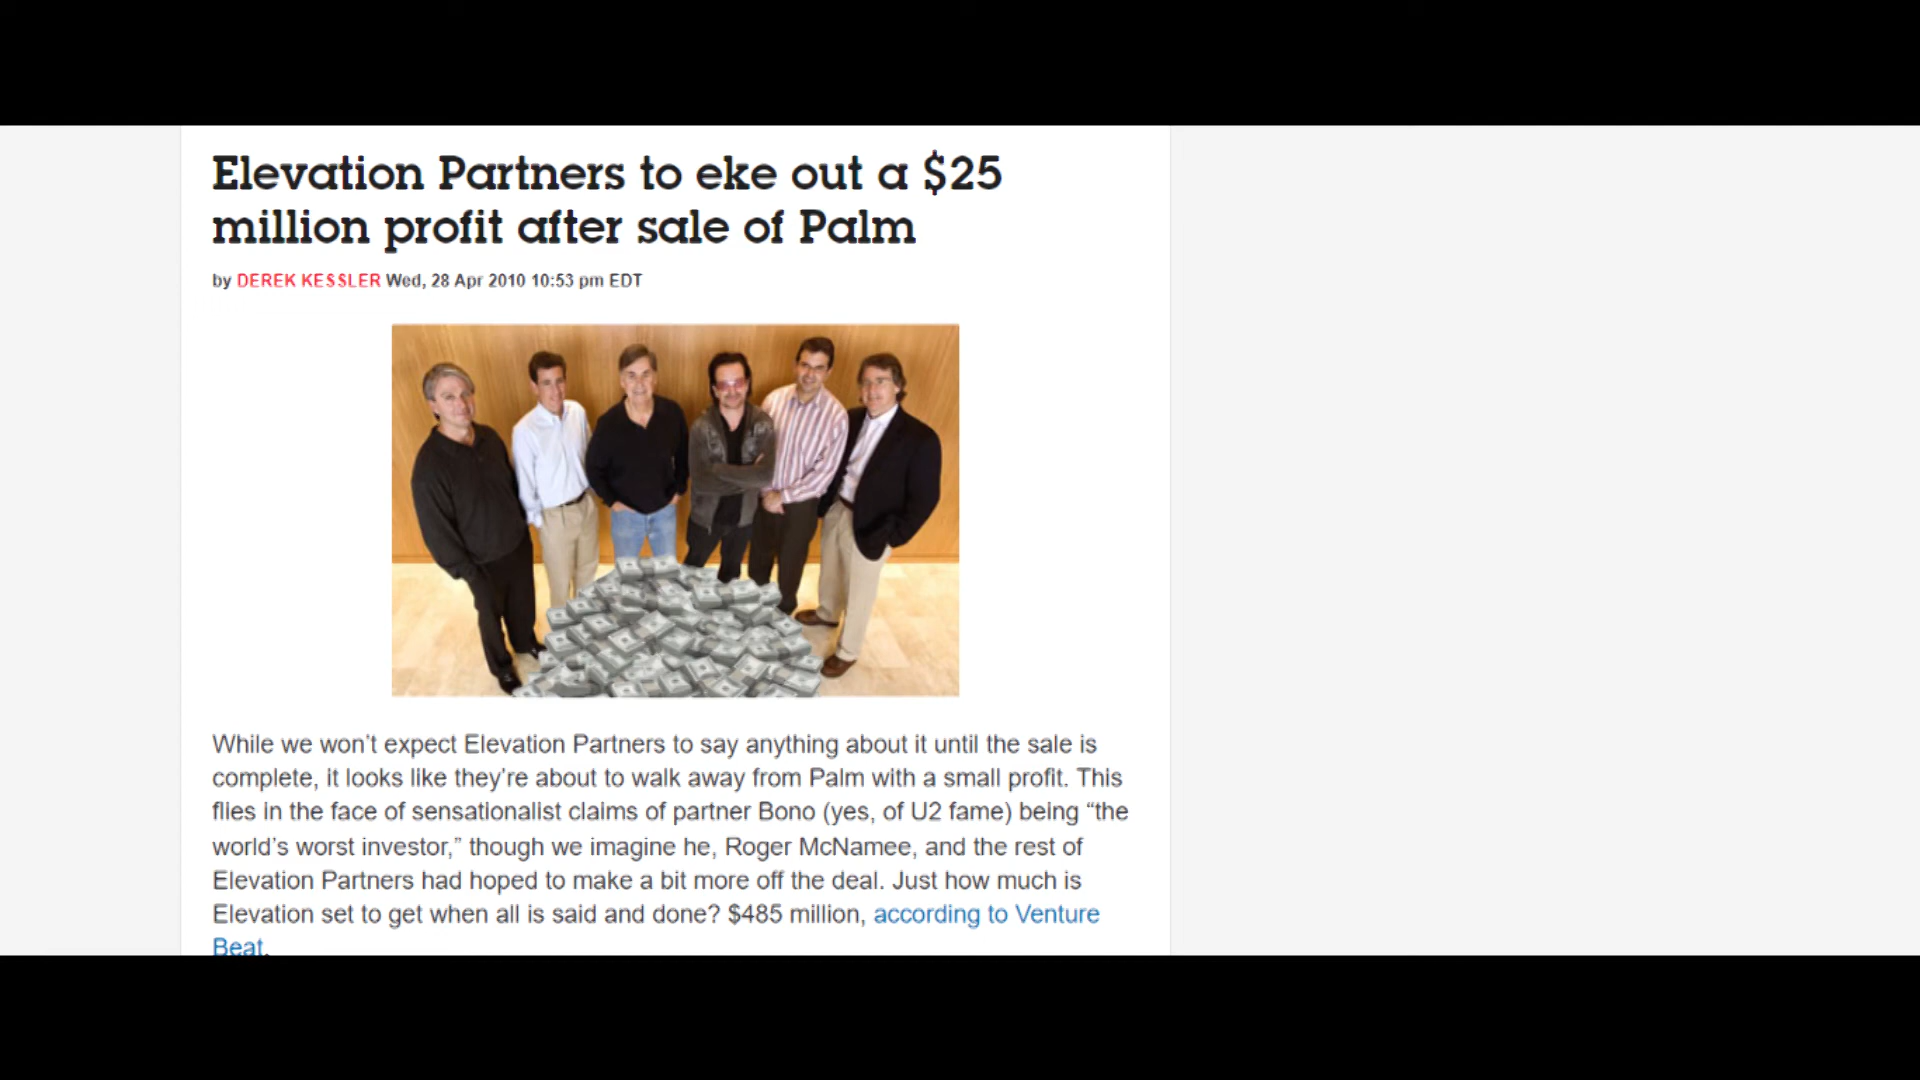 Elevation Partners to eke out a $25
million profit after sale of Palm
by DEREK KESSLER Wed, 28 Apr 2010 10:53 pm EDT
While we won’t expect Elevation Partners to say anything about it until the sale is
complete, it looks like they’re about to walk away from Palm with a small profit. This
flies in the face of sensationalist claims of partner Bono (yes, of U2 fame) being “the
world’s worst investor,” though we imagine he, Roger McNamee, and the rest of
Elevation Partners had hoped to make a bit more off the deal. Just how much is
Elevation set to get when all is said and done? $485 million, according to Venture
Beat.